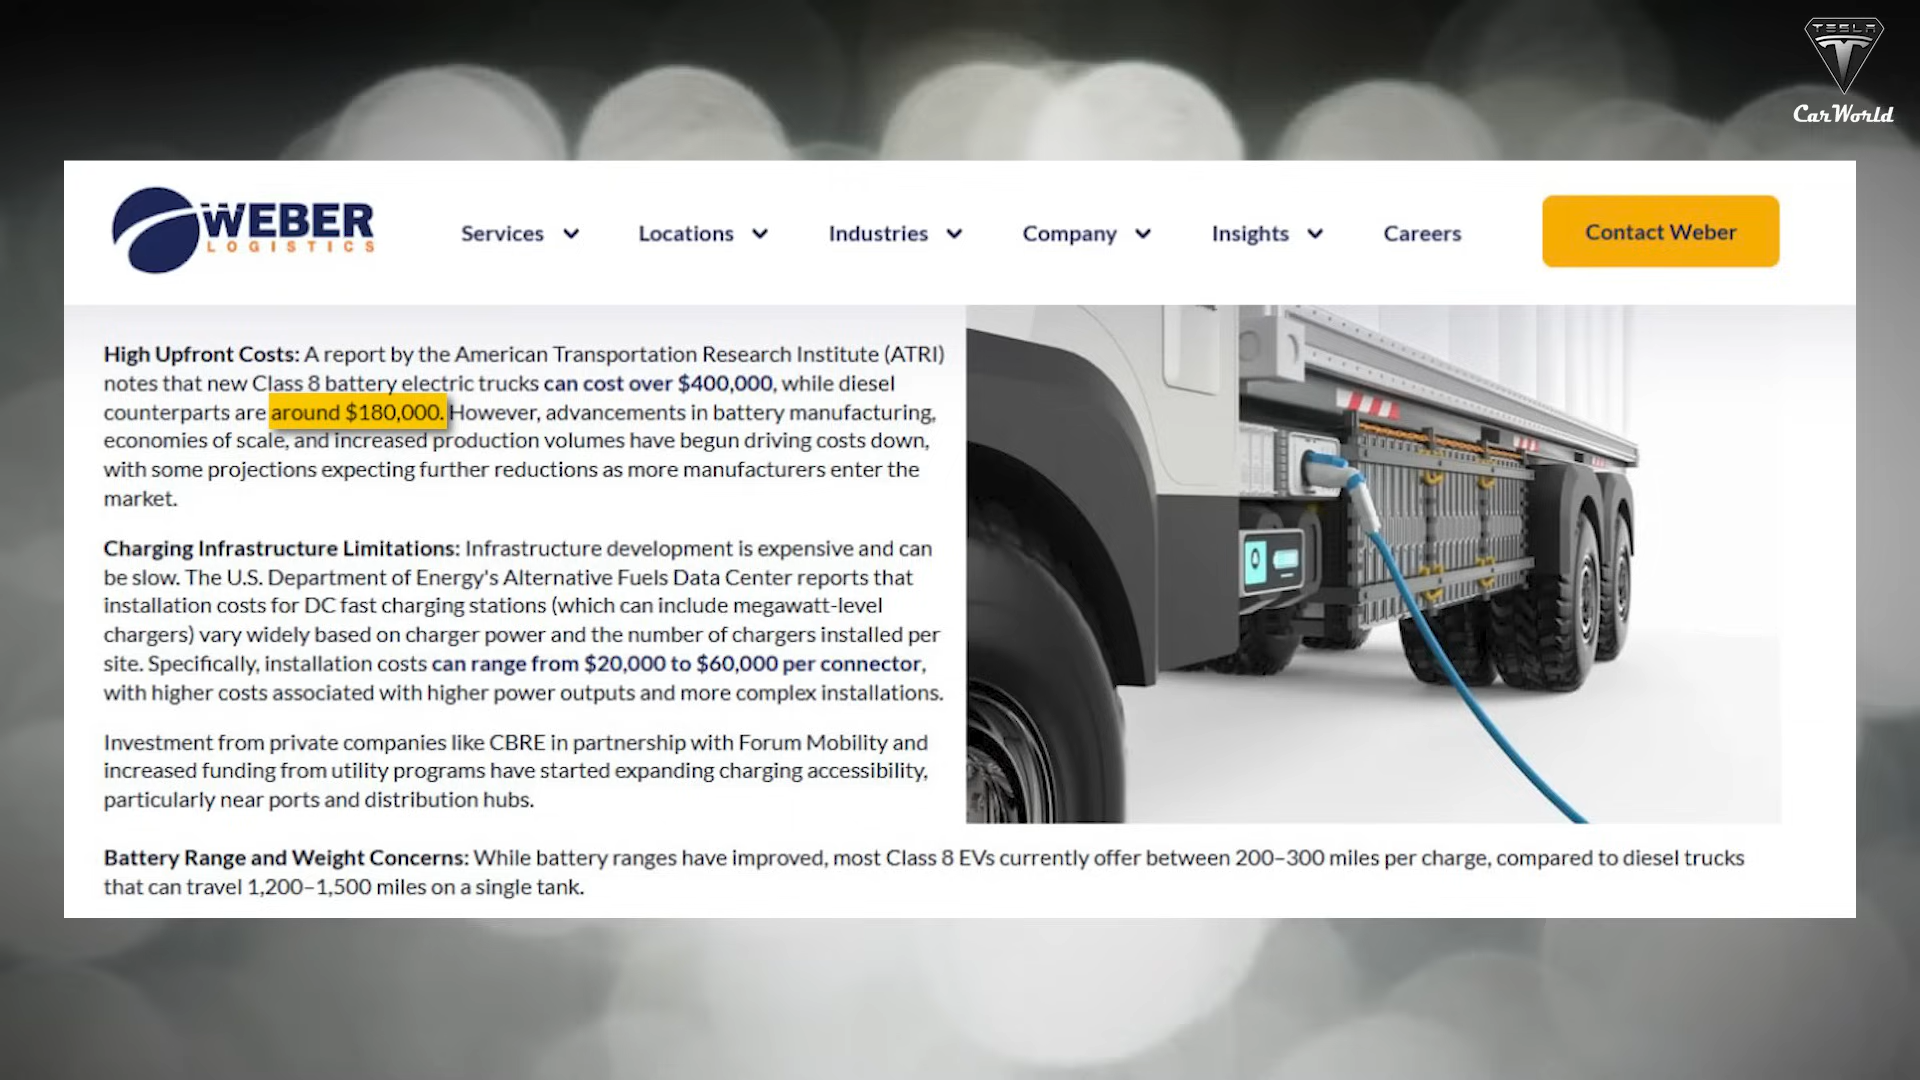 TESLA
CarWorld
WEBER
LOGISTICS
Services
Locations
Industries
Company
Insights
Careers
Contact Weber
High Upfront Costs: A report by the American Transportation Research Institute (ATRI)
notes that new Class 8 battery electric trucks can cost over $400,000, while diesel
counterparts are around $180,000. However, advancements in battery manufacturing,
economies of scale, and increased production volumes have begun driving costs down,
with some projections expecting further reductions as more manufacturers enter the
market.
Charging Infrastructure Limitations: Infrastructure development is expensive and can
be slow. The U.S. Department of Energy's Alternative Fuels Data Center reports that
installation costs for DC fast charging stations (which can include megawatt-level
chargers) vary widely based on charger power and the number of chargers installed per
site. Specifically, installation costs can range from $20,000 to $60,000 per connector,
with higher costs associated with higher power outputs and more complex installations.
Investment from private companies like CBRE in partnership with Forum Mobility and
increased funding from utility programs have started expanding charging accessibility,
particularly near ports and distribution hubs.
Battery Range and Weight Concerns: While battery ranges have improved, most Class 8 EVs currently offer between 200–300 miles per charge, compared to diesel trucks
that can travel 1,200–1,500 miles on a single tank.